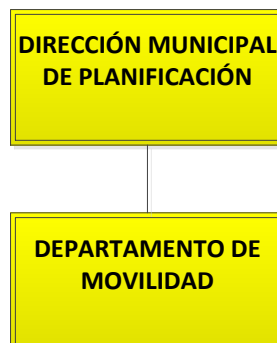 DIRECCIÓN MUNICIPAL
DE PLANIFICACIÓN
DEPARTAMENTO DE
MOVILIDAD